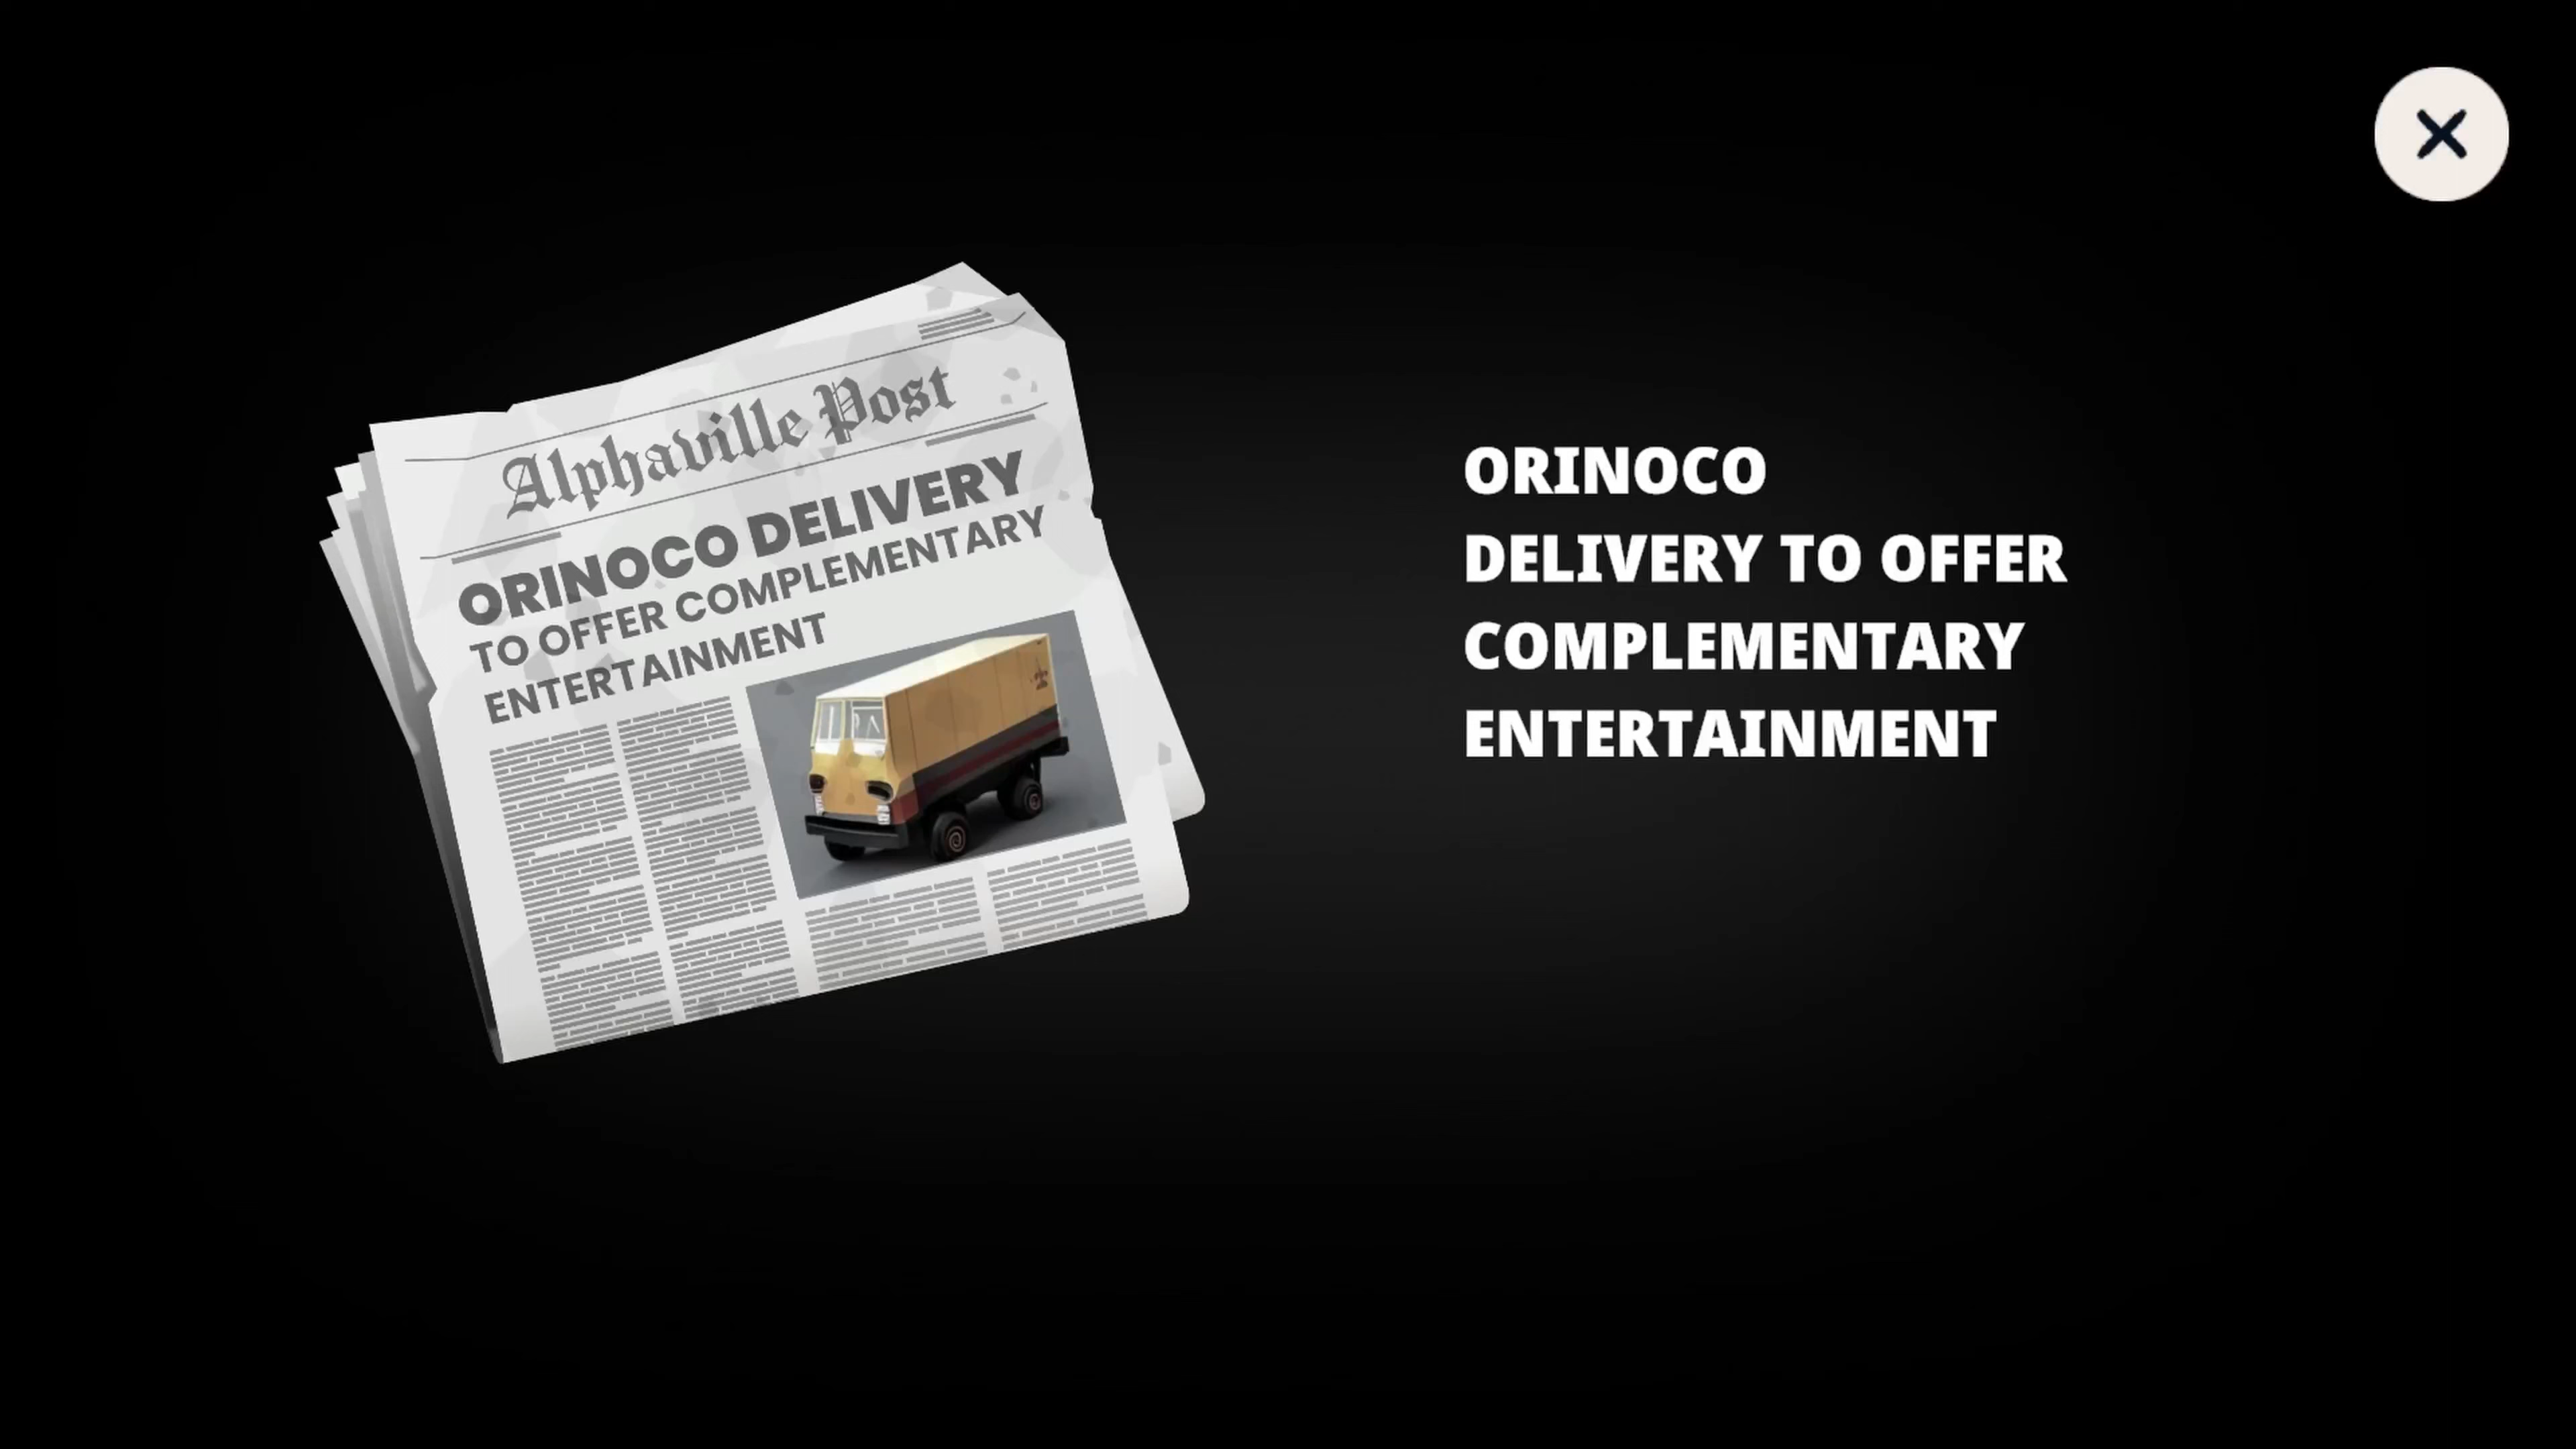 Alphaville Post
ORINOCO DELIVERY
TO OFFER COMPLEMENTARY
ENTERTAINMENT
ORINOCO
DELIVERY TO OFFER
COMPLEMENTARY
ENTERTAINMENT